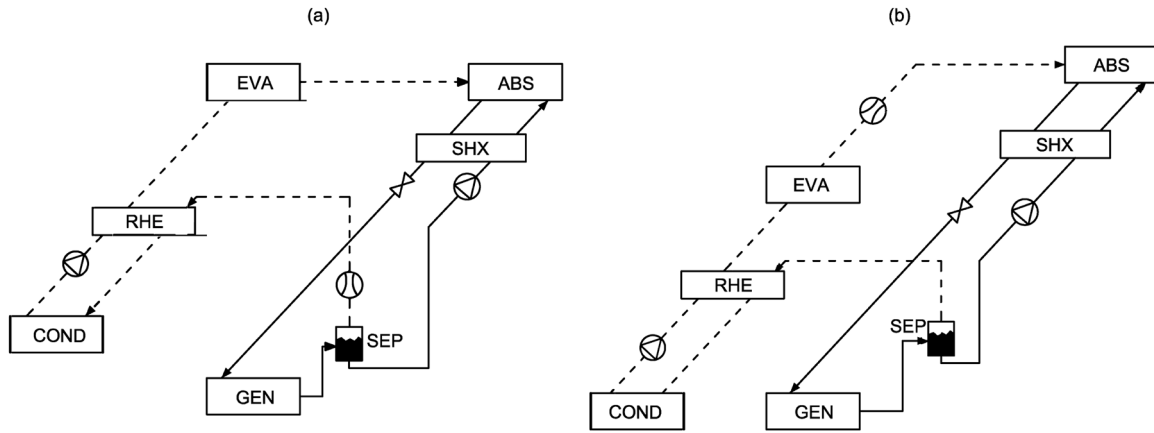 (a)
EVA
ABS
SHX
RHE
COND
SEP
GEN
(b)
ABS
SHX
EVA
RHE
SEP
COND
GEN